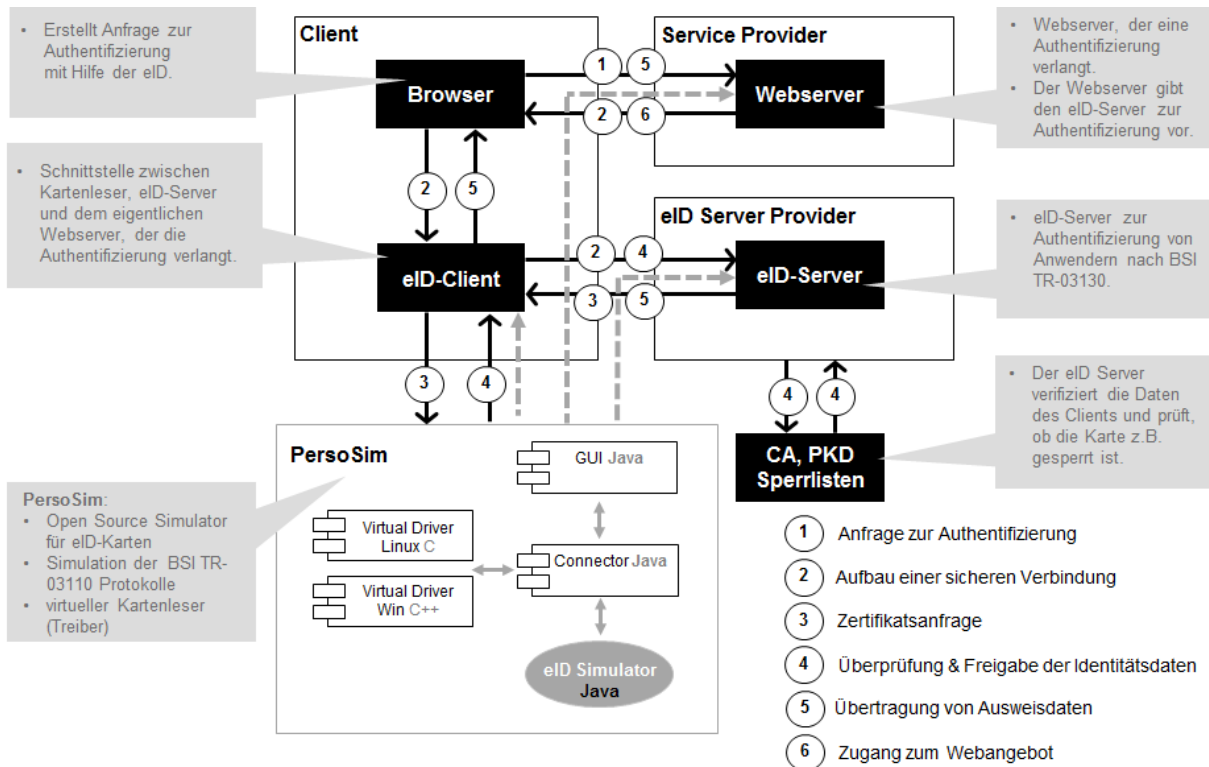 • Erstellt Anfrage zur
Authentifizierung
mit Hilfe der eID.
Client
Browser
1
5
2
6
Service Provider
Webserver
• Webserver, der eine
Authentifizierung
verlangt.
• Der Webserver gibt
den eID-Server zur
Authentifizierung vor.
• Schnittstelle zwischen
Kartenleser, eID-Server
und dem eigentlichen
Webserver, der die
Authentifizierung verlangt.
2
5
eID-Client
2
4
3
5
eID Server Provider
eID-Server
• eID-Server zur
Authentifizierung von
Anwendern nach BSI
TR-03130.
3
4
4
4
CA, PKD
Sperrlisten
• Der eID Server
verifiziert die Daten
des Clients und prüft,
ob die Karte z.B.
gesperrt ist.
PersoSim:
• Open Source Simulator
für eID-Karten
• Simulation der BSI TR-
03110 Protokolle
• virtueller Kartenleser
(Treiber)
PersoSim
GUI Java
Virtual Driver
Linux C
Connector Java
Virtual Driver
Win C++
eID Simulator
Java
1 Anfrage zur Authentifizierung
2 Aufbau einer sicheren Verbindung
3 Zertifikatsanfrage
4 Überprüfung & Freigabe der Identitätsdaten
5 Übertragung von Ausweisdaten
6 Zugang zum Webangebot